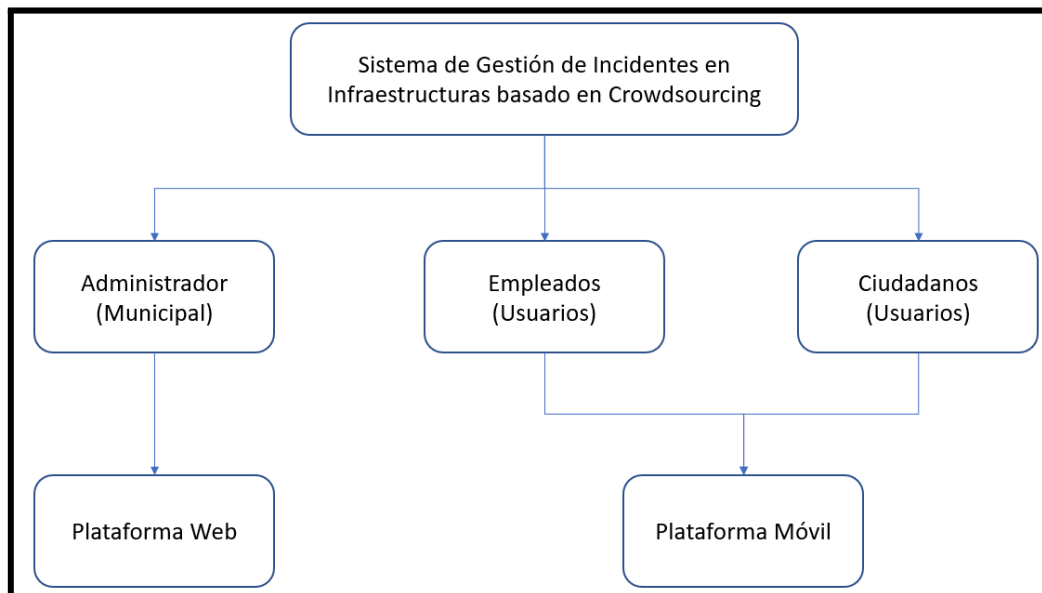 Sistema de Gestión de Incidentes en
Infraestructuras basado en Crowdsourcing
Administrador
(Municipal)
Empleados
(Usuarios)
Ciudadanos
(Usuarios)
Plataforma Web
Plataforma Móvil